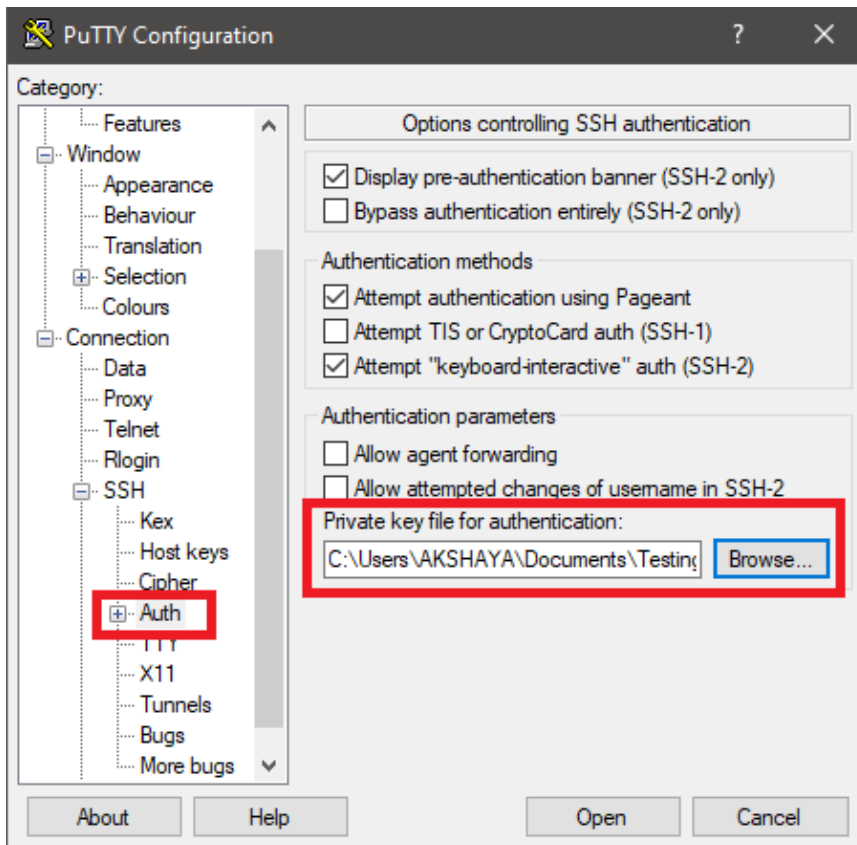 PuTTY Configuration
?
Category:
Features
Window
Appearance
Behaviour
Translation
Selection
Colours
Connection
Data
Proxy
Telnet
Rlogin
SSH
Kex
Host keys
Cipher
Auth
TTY
X11
Tunnels
Bugs
More bugs
Options controlling SSH authentication
Display pre-authentication banner (SSH-2 only)
Bypass authentication entirely (SSH-2 only)
Authentication methods
Attempt authentication using Pageant
Attempt TIS or CryptoCard auth (SSH-1)
Attempt "keyboard-interactive" auth (SSH-2)
Authentication parameters
Allow agent forwarding
Allow attempted changes of username in SSH-2
Private key file for authentication:
C:\Users\AKSHAYA\Documents\Testing
Browse...
About
Help
Open
Cancel